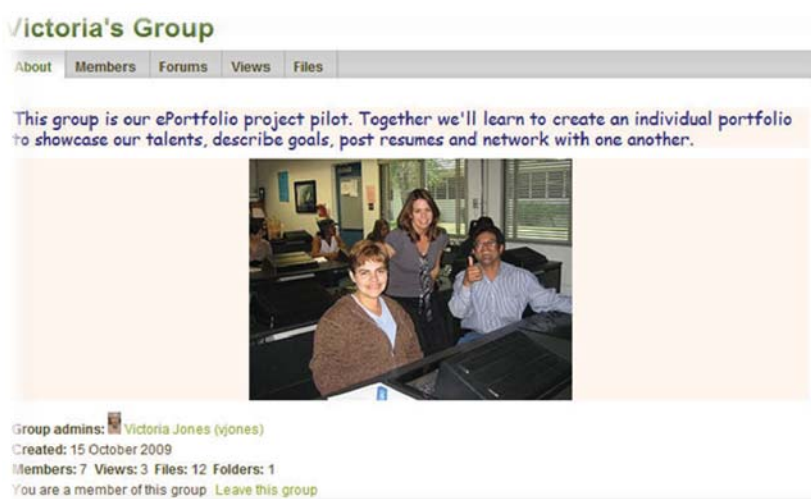 Victoria's Group
About Members Forums Views Files
This group is our ePortfolio project pilot. Together we'll learn to create an individual portfolio
to showcase our talents, describe goals, post resumes and network with one another.
Group admins: Victoria Jones (vjones)
Created: 15 October 2009
Members: 7 Views: 3 Files: 12 Folders: 1
You are a member of this group Leave this group